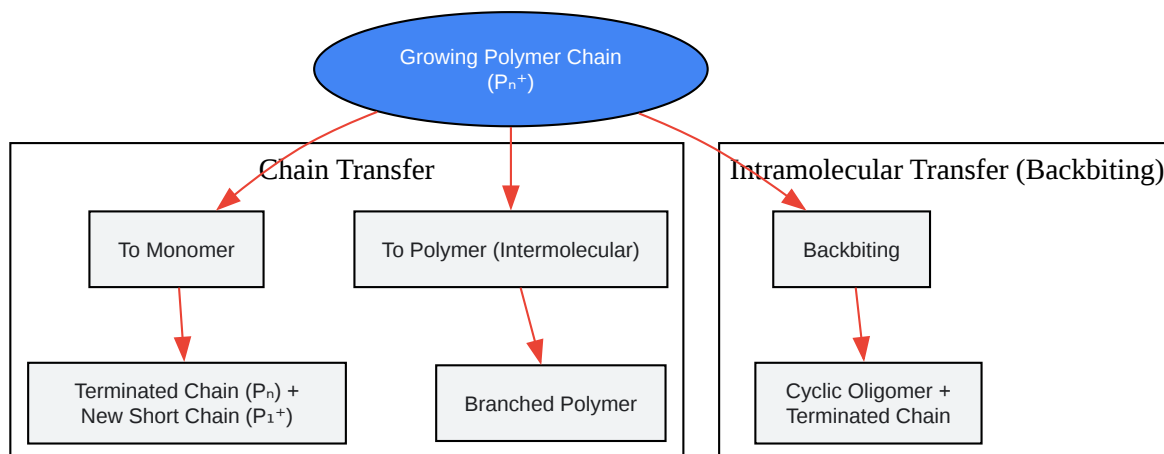 Growing Polymer Chain
(Pₙ⁺)
Chain Transfer
Intramolecular Transfer (Backbiting)
To Monomer
To Polymer (Intermolecular)
Backbiting
Terminated Chain (Pₙ) +
New Short Chain (P₁⁺)
Branched Polymer
Cyclic Oligomer +
Terminated Chain